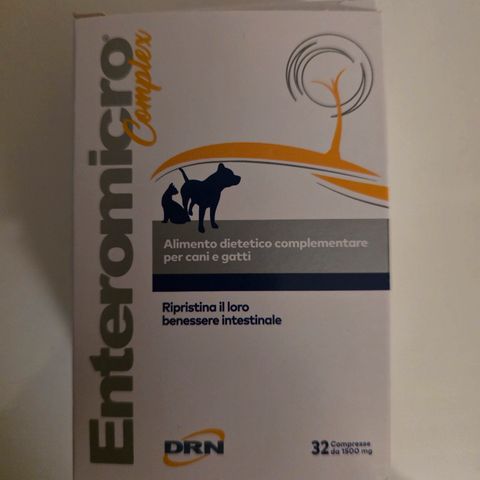 Enteromicro®
Complex
Alimento dietetico complementare
per cani e gatti
Ripristina il loro
benessere intestinale
DRN
32 Compresse
da 1500 mg